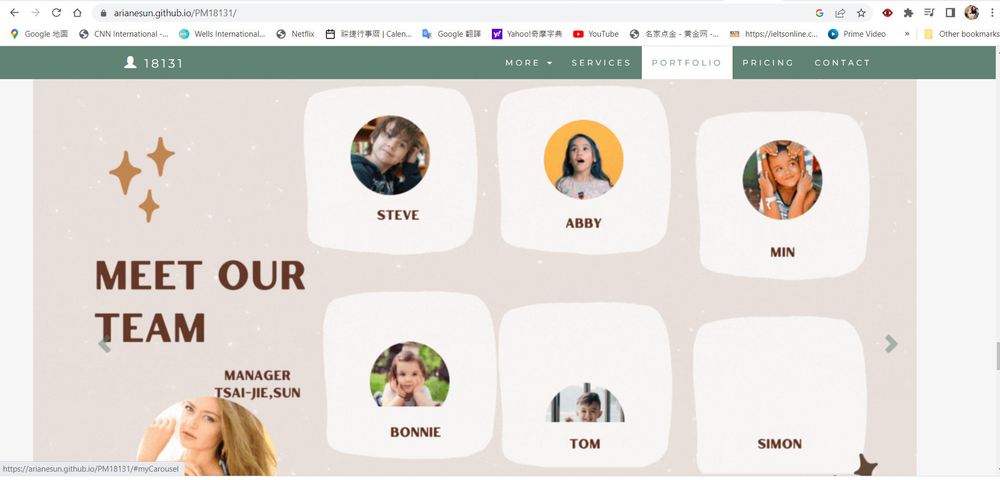 arianesun.github.io/PM18131/
Google 地圖
CNN International -...
Wells International...
Netflix
睬捷行事曆 | Calen...
Google 翻譯
Yahoo!奇摩字典
YouTube
名家点金 - 黄金网 -...
https://ieltsonline.c...
Prime Video
»
Other bookmarks
18131
MORE
SERVICES
PORTFOLIO
PRICING
CONTACT
STEVE
ABBY
MIN
MEET OUR
TEAM
MANAGER
TSAI-JIE,SUN
BONNIE
TOM
SIMON
https://arianesun.github.io/PM18131/#myCarousel